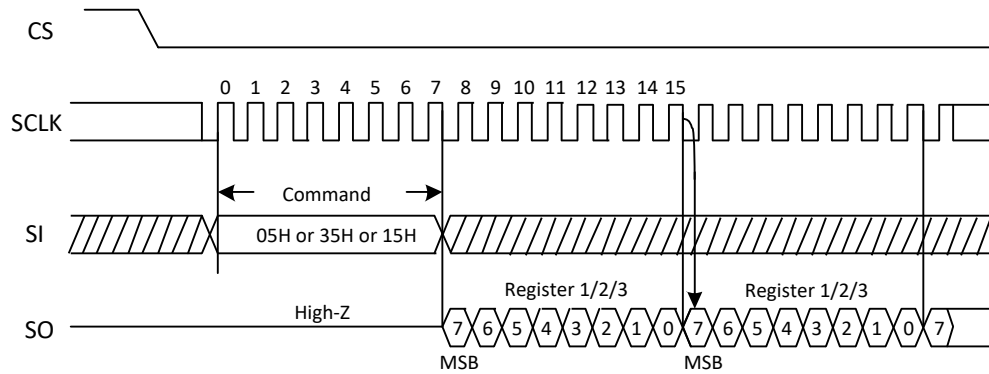 CS
0 1 2 3 4 5 6 7 8 9 10 11 12 13 14 15
SCLK
Command
SI
05H or 35H or 15H
Register 1/2/3 Register 1/2/3
High-Z
SO
7 6 5 4 3 2 1 0 7 6 5 4 3 2 1 0 7
MSB MSB